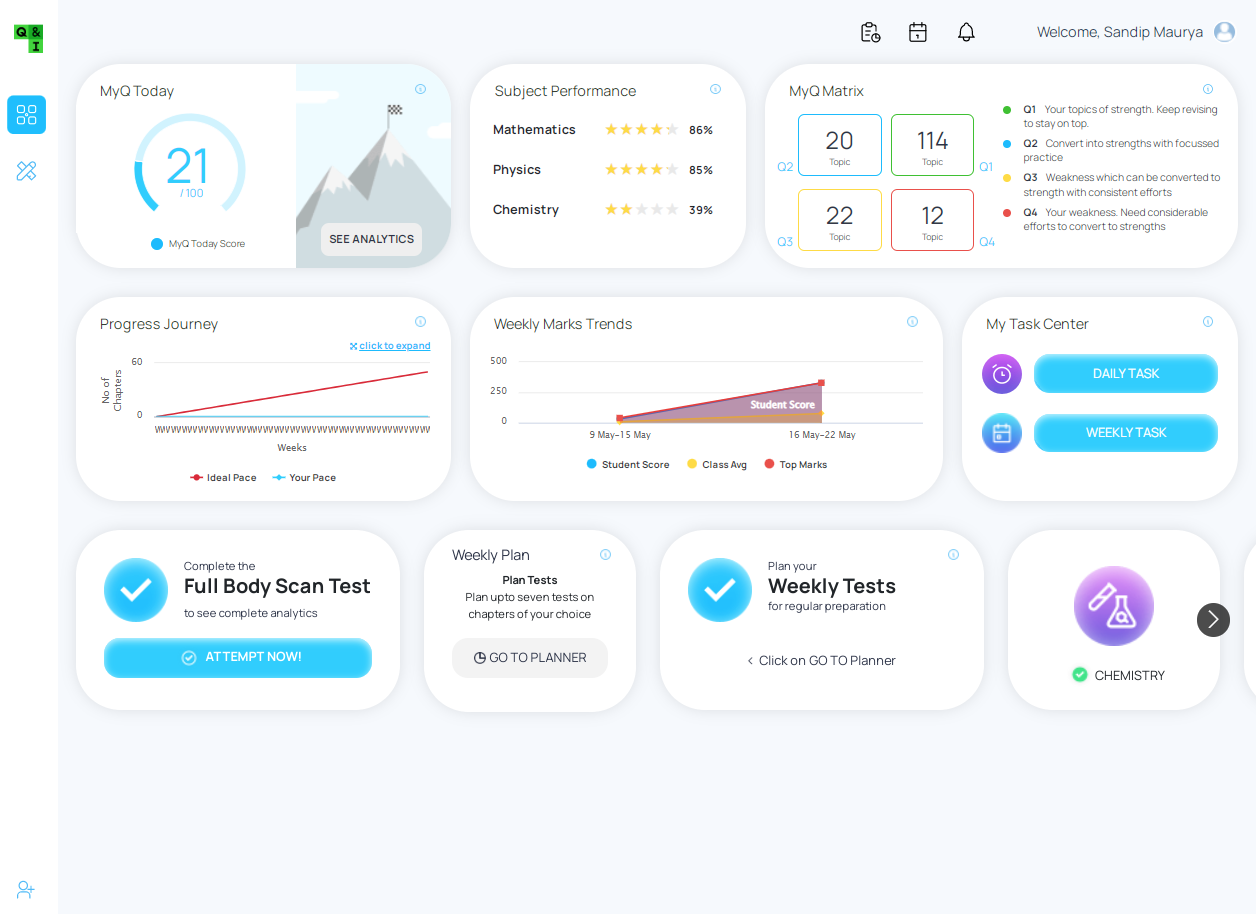 Q &
I
Welcome, Sandip Maurya
MyQ Today
21
/ 100
MyQ Today Score
SEE ANALYTICS
Subject Performance
Mathematics 86%
Physics 85%
Chemistry 39%
MyQ Matrix
Q2
20
Topic
114
Topic
Q1
Q3
22
Topic
12
Topic
Q4
Q1 Your topics of strength. Keep revising
to stay on top.
Q2 Convert into strengths with focussed
practice
Q3 Weakness which can be converted to
strength with consistent efforts
Q4 Your weakness. Need considerable
efforts to convert to strengths
Progress Journey
click to expand
No of
Chapters
60
0
Weeks
Ideal Pace Your Pace
Weekly Marks Trends
500
250
0
Student Score
9 May-15 May 16 May-22 May
Student Score Class Avg Top Marks
My Task Center
DAILY TASK
WEEKLY TASK
Complete the
Full Body Scan Test
to see complete analytics
ATTEMPT NOW!
Weekly Plan
Plan Tests
Plan upto seven tests on
chapters of your choice
GO TO PLANNER
Plan your
Weekly Tests
for regular preparation
< Click on GO TO Planner
CHEMISTRY